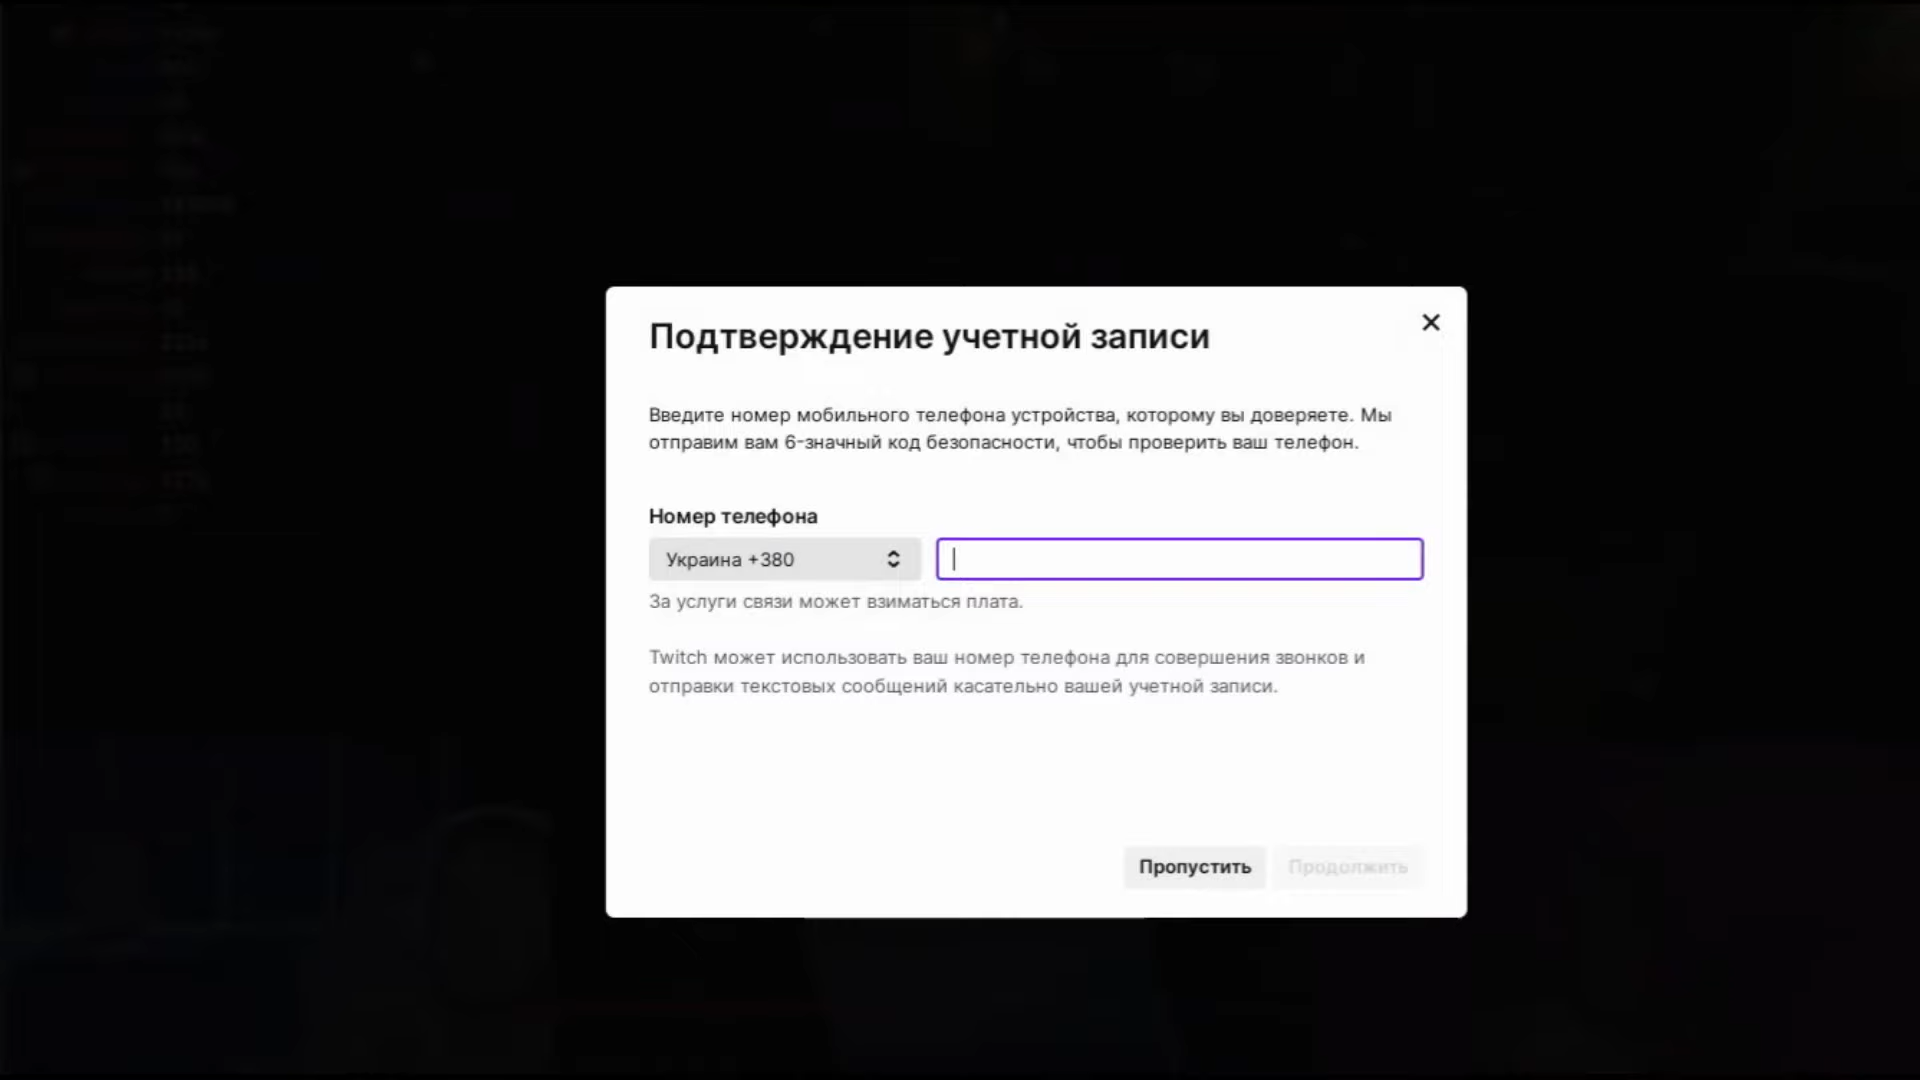 Подтверждение учетной записи
Введите номер мобильного телефона устройства, которому вы доверяете. Мы
отправим вам 6-значный код безопасности, чтобы проверить ваш телефон.
Номер телефона
Украина +380
За услуги связи может взиматься плата.
Twitch может использовать ваш номер телефона для совершения звонков и
отправки текстовых сообщений касательно вашей учетной записи.
Пропустить Продолжить